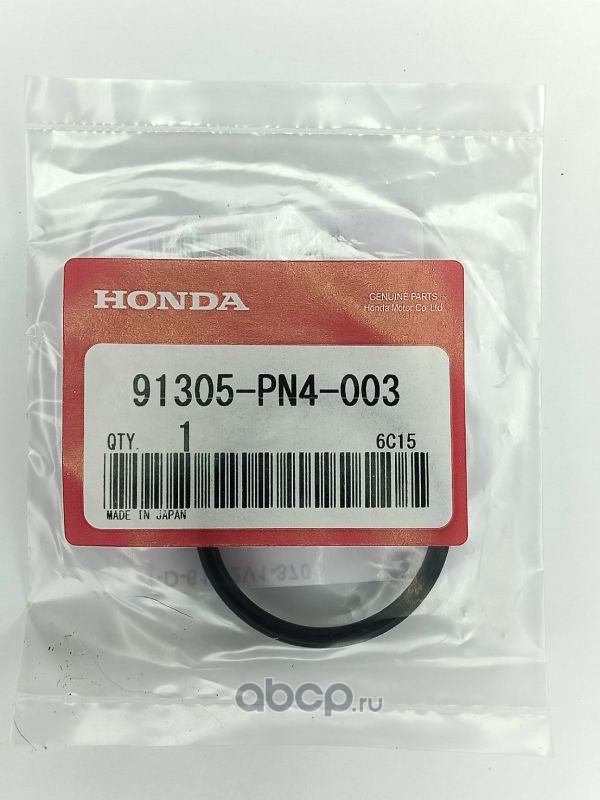 HONDA
GENUINE PARTS
Honda Motor Co., Ltd.
91305-PN4-003
QTY. 1 6C15
MADE IN JAPAN
abcp.ru